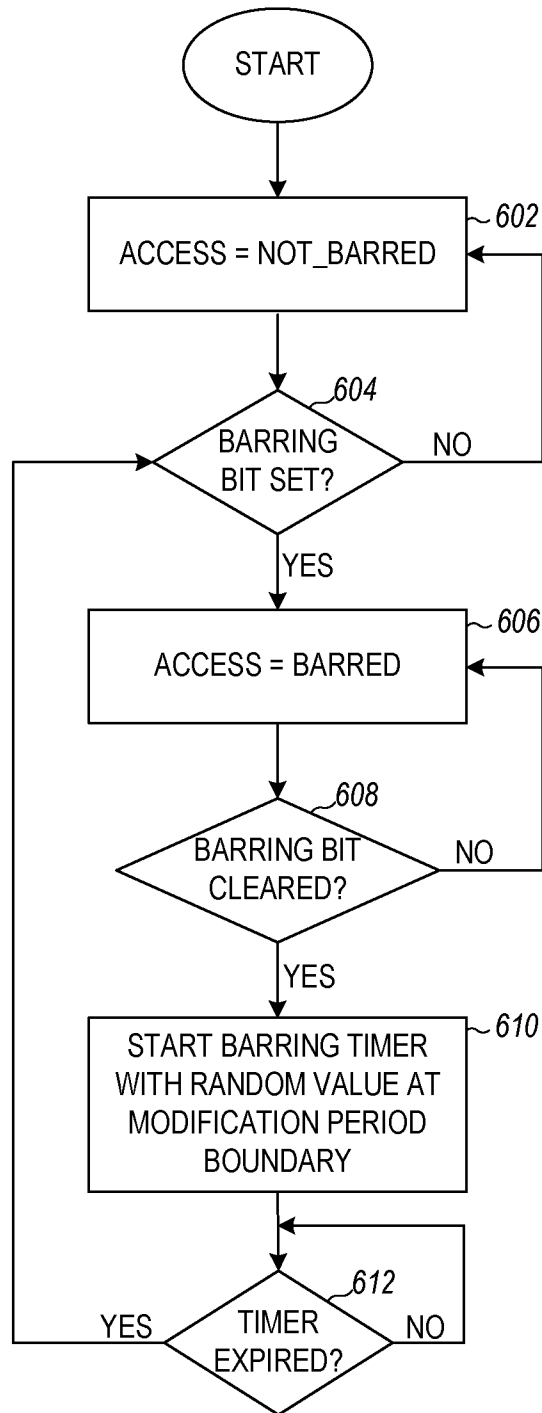 START
602
ACCESS = NOT_BARRED
604
BARRING
BIT SET?
NO
YES
606
ACCESS = BARRED
608
BARRING BIT
CLEARED?
NO
YES
610
START BARRING TIMER
WITH RANDOM VALUE AT
MODIFICATION PERIOD
BOUNDARY
612
YES
TIMER
EXPIRED?
NO